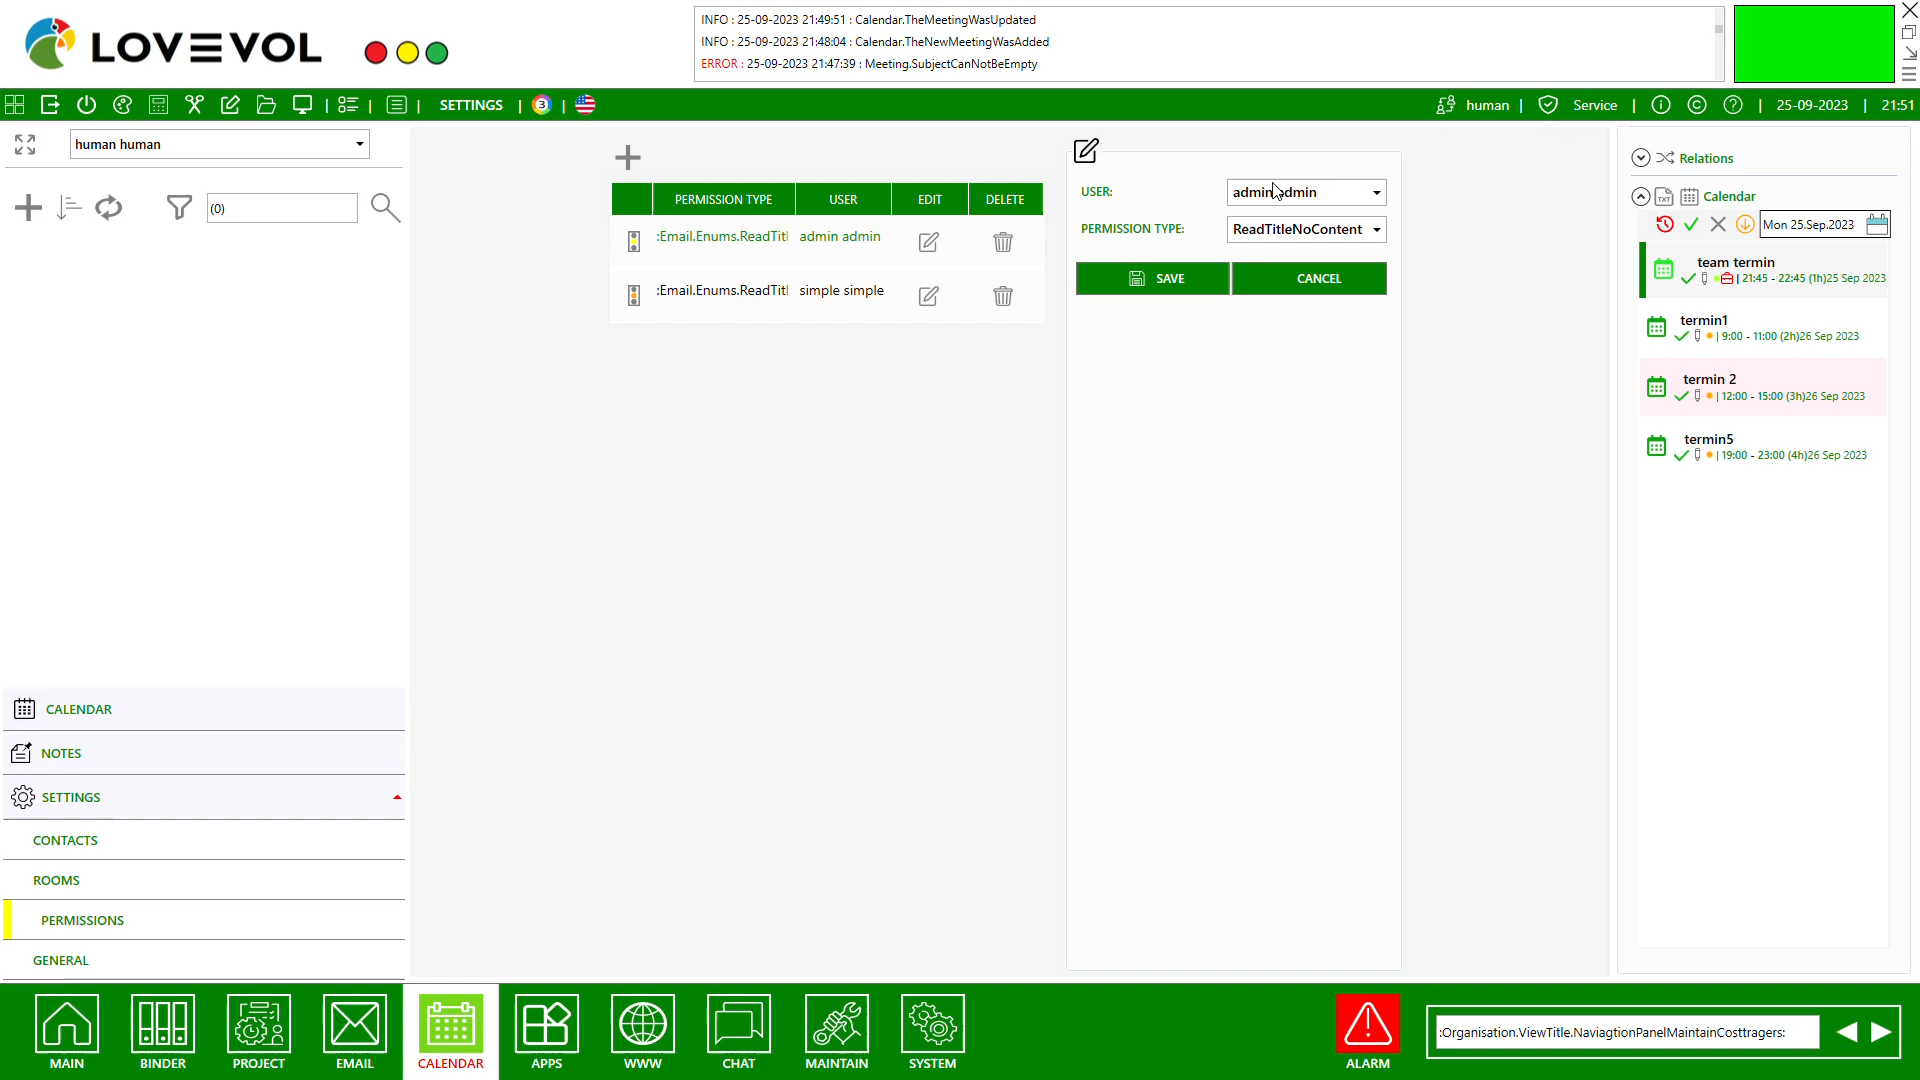 LOVEVOL
INFO : 25-09-2023 21:49:51 : Calendar.TheMeetingWasUpdated
INFO : 25-09-2023 21:48:04 : Calendar.TheNewMeetingWasAdded
ERROR : 25-09-2023 21:47:39 : Meeting.SubjectCanNotBeEmpty
| | | SETTINGS | 3 | human | Service | | 25-09-2023 | 21:51
human human
(0)
PERMISSION TYPE USER EDIT DELETE
:Email.Enums.ReadTitl admin admin
:Email.Enums.ReadTitl simple simple
USER: admin admin
PERMISSION TYPE: ReadTitleNoContent
SAVE CANCEL
Relations
TXT Calendar
Mon 25.Sep.2023
team termin
| 21:45 - 22:45 (1h)25 Sep 2023
termin1
| 9:00 - 11:00 (2h)26 Sep 2023
termin 2
| 12:00 - 15:00 (3h)26 Sep 2023
termin5
| 19:00 - 23:00 (4h)26 Sep 2023
CALENDAR
NOTES
SETTINGS
CONTACTS
ROOMS
PERMISSIONS
GENERAL
MAIN BINDER PROJECT EMAIL CALENDAR APPS WWW CHAT MAINTAIN SYSTEM ALARM
:Organisation.ViewTitle.NaviagtionPanelMaintainCosttragers: